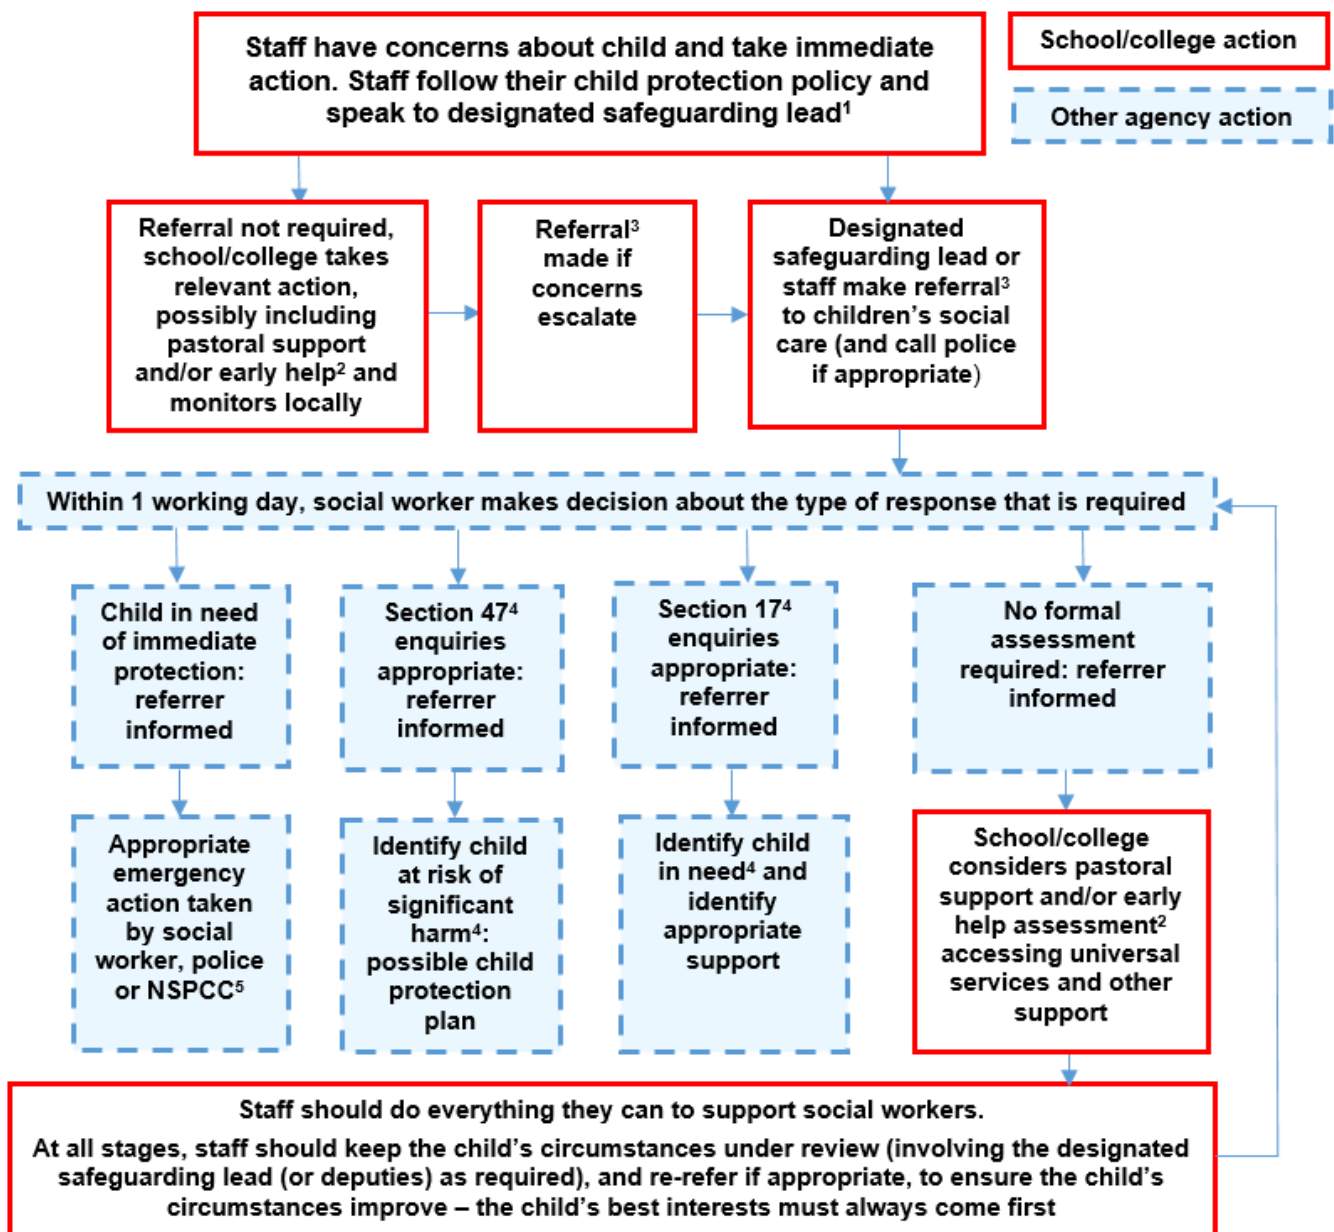 Staff have concerns about child and take immediate
action. Staff follow their child protection policy and
speak to designated safeguarding lead¹
School/college action
Other agency action
Referral not required,
school/college takes
relevant action,
possibly including
pastoral support
and/or early help² and
monitors locally
Referral³
made if
concerns
escalate
Designated
safeguarding lead or
staff make referral³
to children’s social
care (and call police
if appropriate)
Within 1 working day, social worker makes decision about the type of response that is required
Child in need
of immediate
protection:
referrer
informed
Section 47⁴
enquiries
appropriate:
referrer
informed
Section 17⁴
enquiries
appropriate:
referrer
informed
No formal
assessment
required: referrer
informed
Appropriate
emergency
action taken
by social
worker, police
or NSPCC⁵
Identify child
at risk of
significant
harm⁴:
possible child
protection
plan
Identify child
in need⁴ and
identify
appropriate
support
School/college
considers pastoral
support and/or early
help assessment²
accessing universal
services and other
support
Staff should do everything they can to support social workers.
At all stages, staff should keep the child’s circumstances under review (involving the designated
safeguarding lead (or deputies) as required), and re-refer if appropriate, to ensure the child’s
circumstances improve – the child’s best interests must always come first